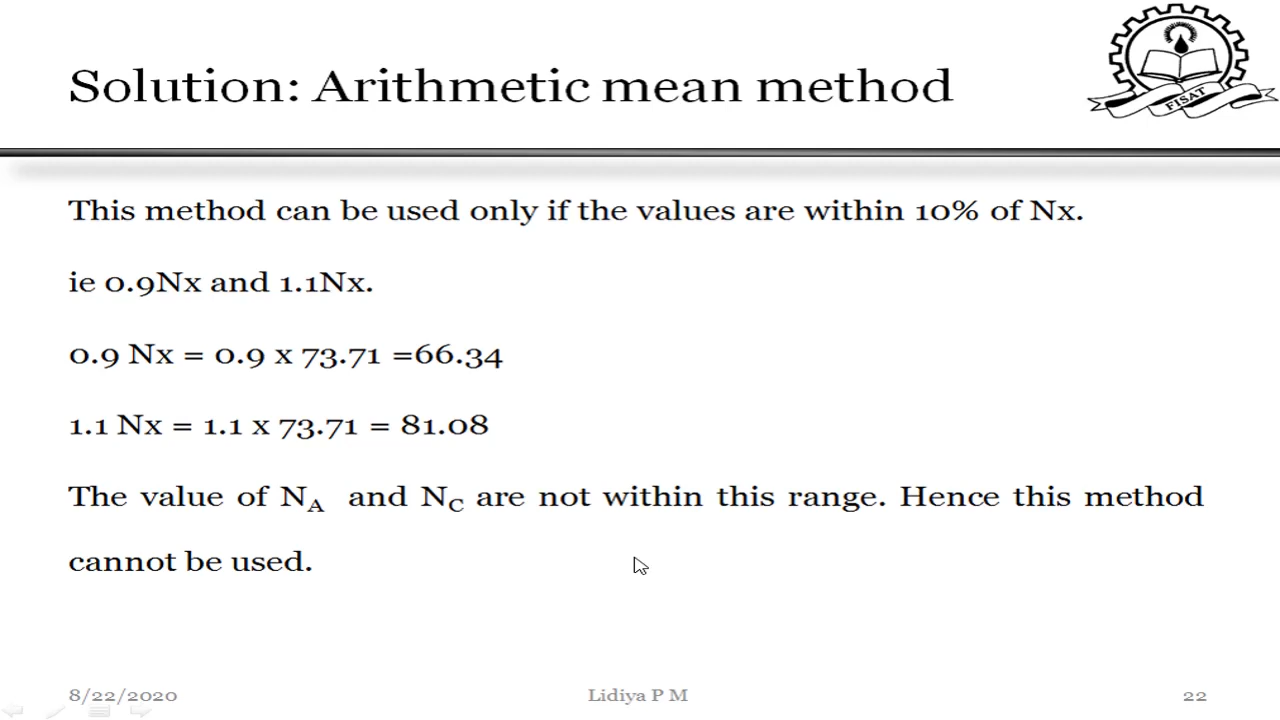 Solution: Arithmetic mean method
FISAT
This method can be used only if the values are within 10% of Nx.
ie 0.9Nx and 1.1Nx.
0.9 Nx = 0.9 x 73.71 =66.34
1.1 Nx = 1.1 x 73.71 = 81.08
The value of N_A and N_C are not within this range. Hence this method
cannot be used.
8/22/2020 Lidiya P M 22